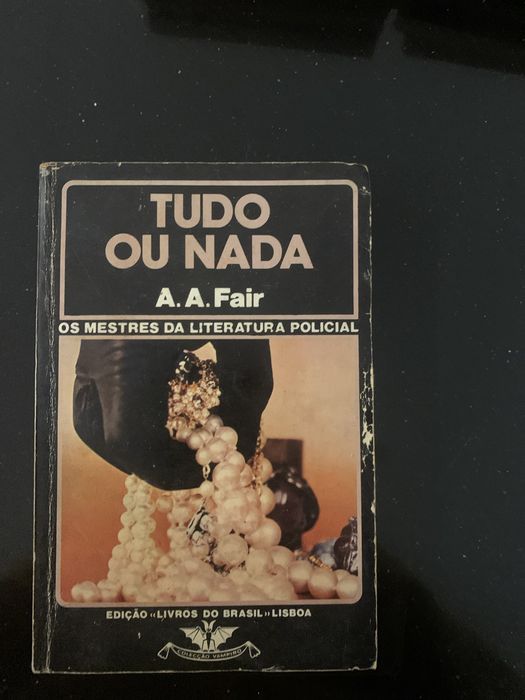 TUDO
OU NADA
A. A. Fair
OS MESTRES DA LITERATURA POLICIAL
EDIÇÃO «LIVROS DO BRASIL» LISBOA
COLECÇÃO VAMPIRO